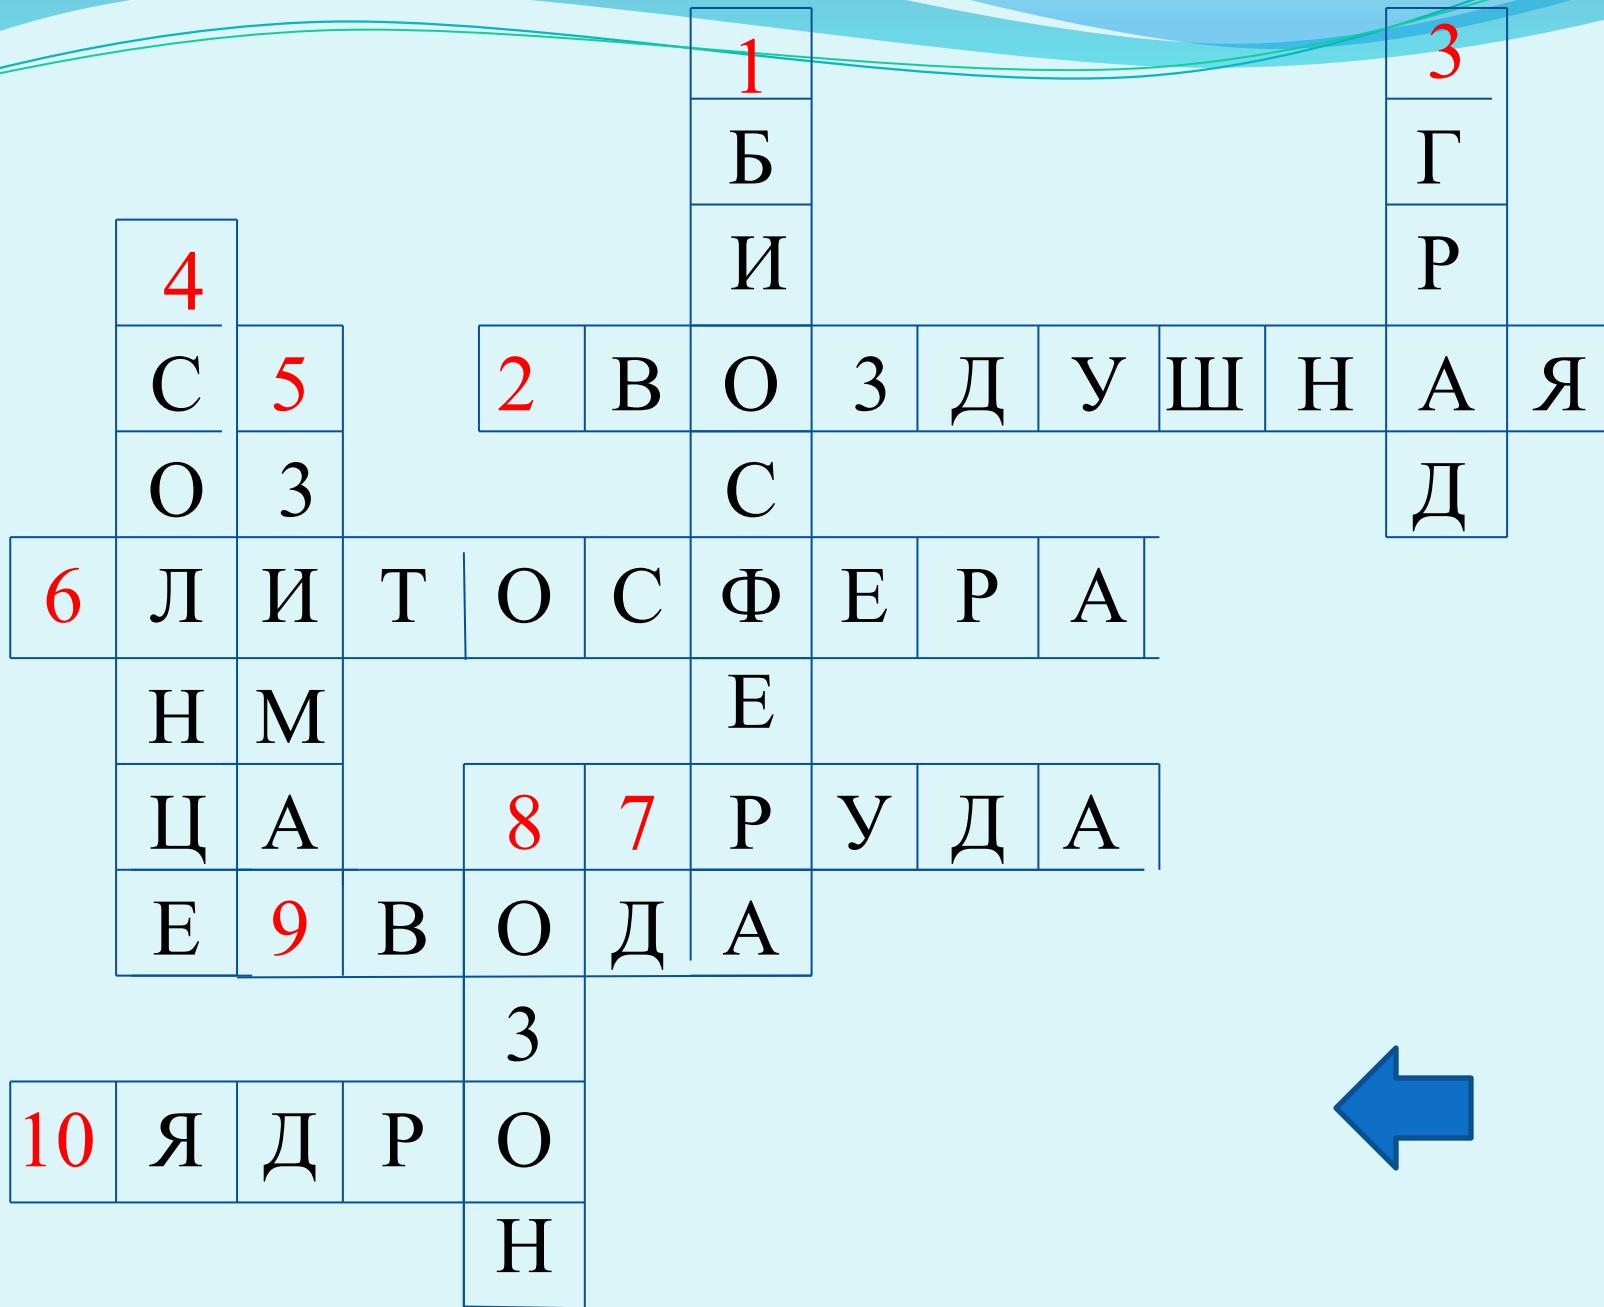 1 3
Б Г
4 И Р
С 5 2 В О З Д У Ш Н А Я
О З С Д
6 Л И Т О С Ф Е Р А
Н М Е
Ц А 8 7 Р У Д А
Е 9 В О Д А
З
10 Я Д Р О
Н